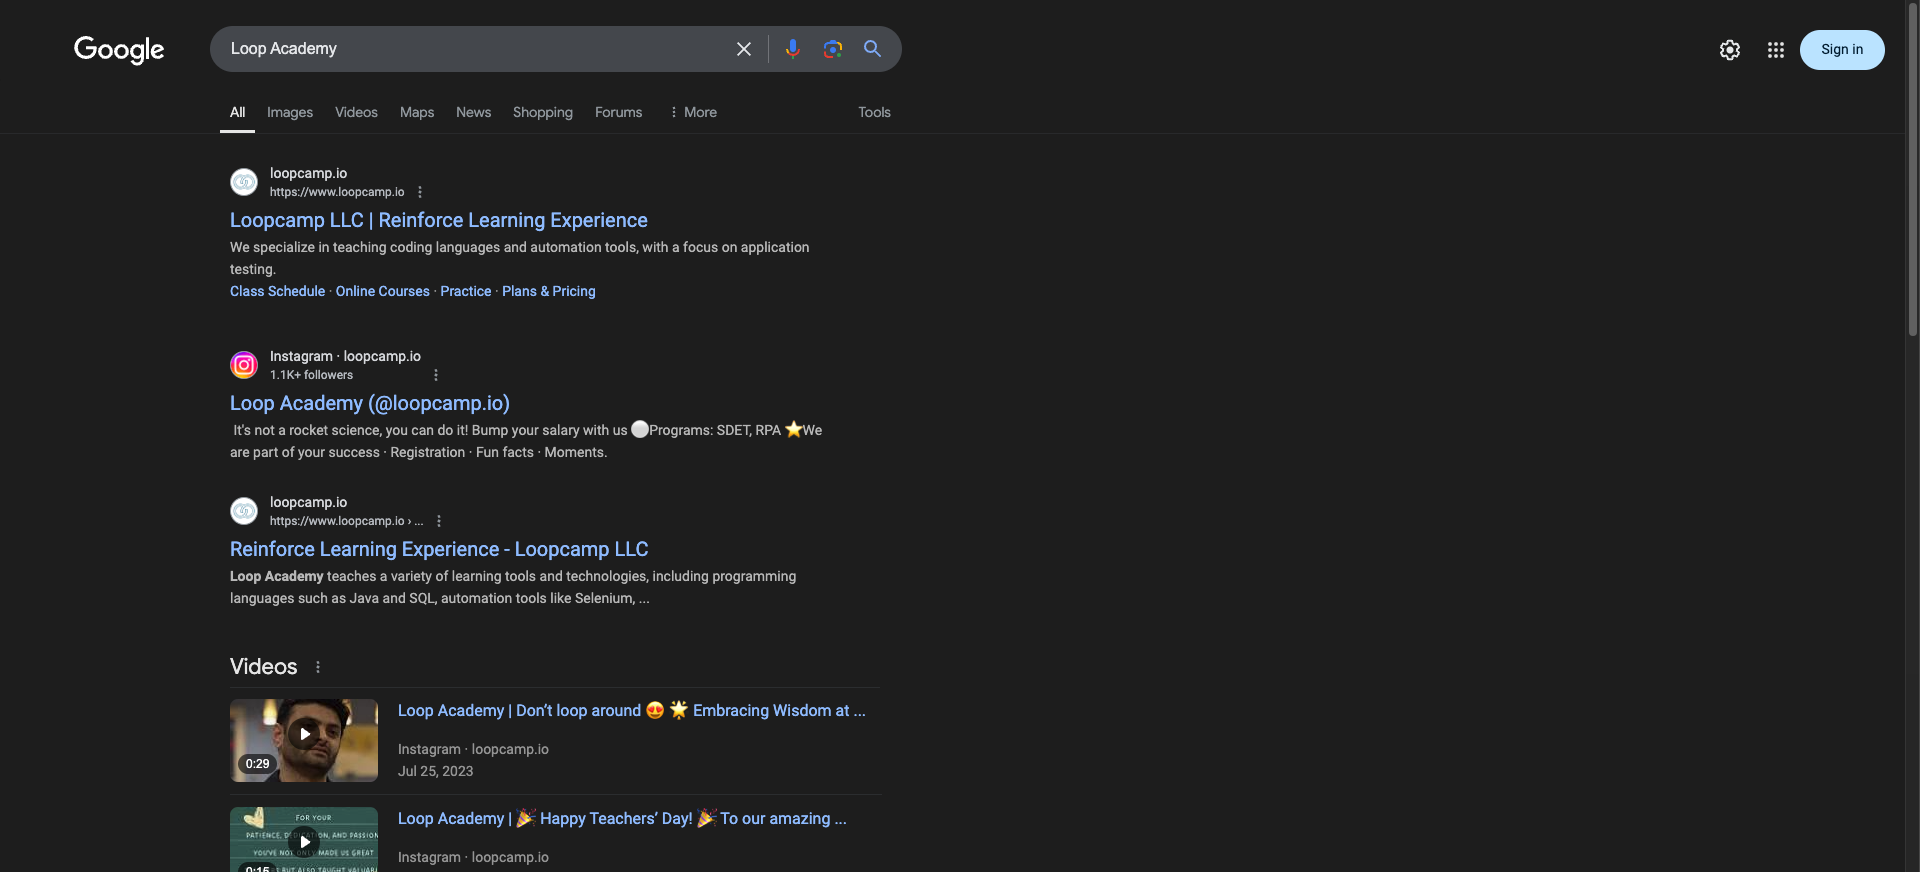 Google
Loop Academy
Sign in
All Images Videos Maps News Shopping Forums More Tools
loopcamp.io
https://www.loopcamp.io
Loopcamp LLC | Reinforce Learning Experience
We specialize in teaching coding languages and automation tools, with a focus on application
testing.
Class Schedule · Online Courses · Practice · Plans & Pricing
Instagram · loopcamp.io
1.1K+ followers
Loop Academy (@loopcamp.io)
It's not a rocket science, you can do it! Bump your salary with us ⚪Programs: SDET, RPA ⭐We
are part of your success · Registration · Fun facts · Moments.
loopcamp.io
https://www.loopcamp.io › ...
Reinforce Learning Experience - Loopcamp LLC
Loop Academy teaches a variety of learning tools and technologies, including programming
languages such as Java and SQL, automation tools like Selenium, ...
Videos
0:29
Loop Academy | Don’t loop around 😍 🌟 Embracing Wisdom at ...
Instagram · loopcamp.io
Jul 25, 2023
FOR YOUR
PATIENCE, DEDICATION, AND PASSION
YOU'VE NOT ONLY MADE US GREAT
BUT ALSO TAUGHT
0:15
Loop Academy | 🎉 Happy Teachers’ Day! 🎉 To our amazing ...
Instagram · loopcamp.io